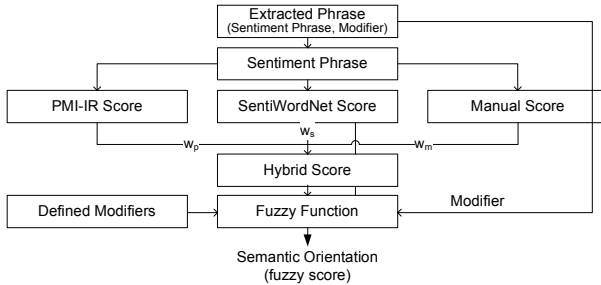 Extracted Phrase
(Sentiment Phrase, Modifier)
Sentiment Phrase
PMI-IR Score
SentiWordNet Score
Manual Score
wp
ws
wm
Hybrid Score
Defined Modifiers
Fuzzy Function
Modifier
Semantic Orientation
(fuzzy score)